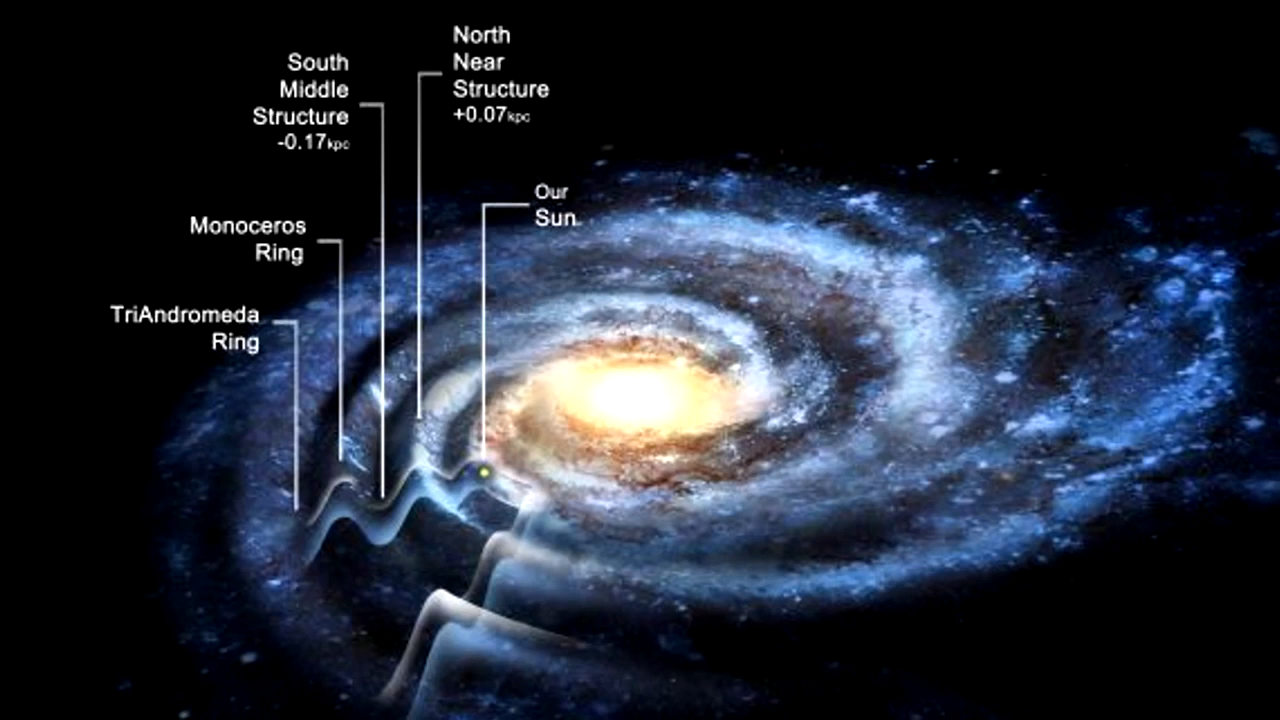 North
Near
Structure
+0.07kpc
South
Middle
Structure
-0.17kpc
Our
Sun
Monoceros
Ring
TriAndromeda
Ring